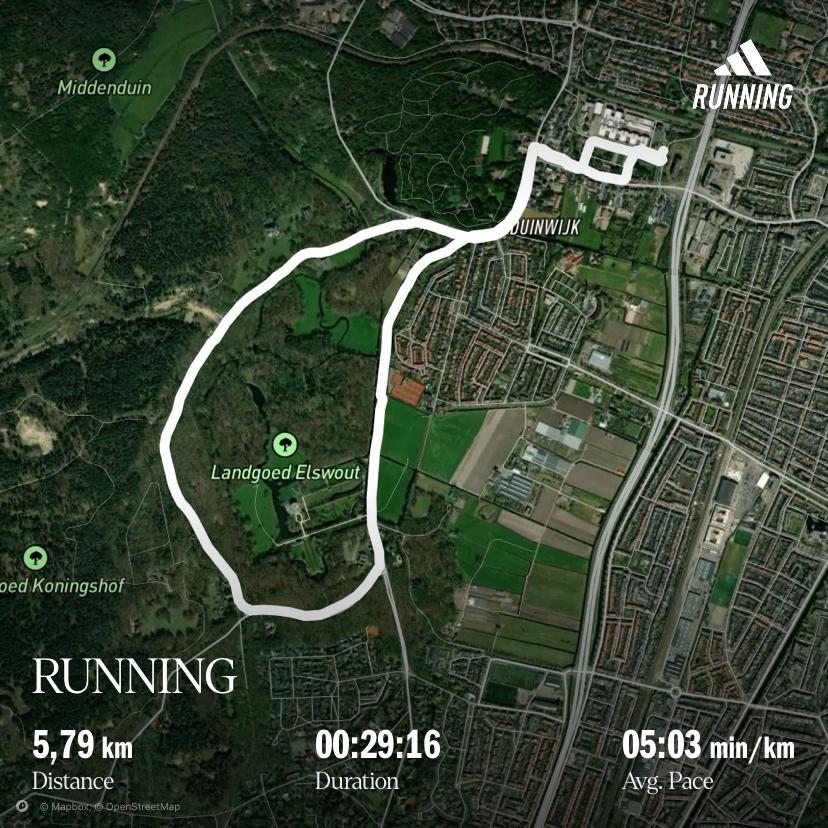 Middenduin
RUNNING
DUINWIJK
Landgoed Elswout
oed Koningshof
RUNNING
5,79 km
00:29:16
05:03 min/km
Distance
Duration
Avg. Pace
© Mapbox, © OpenStreetMap